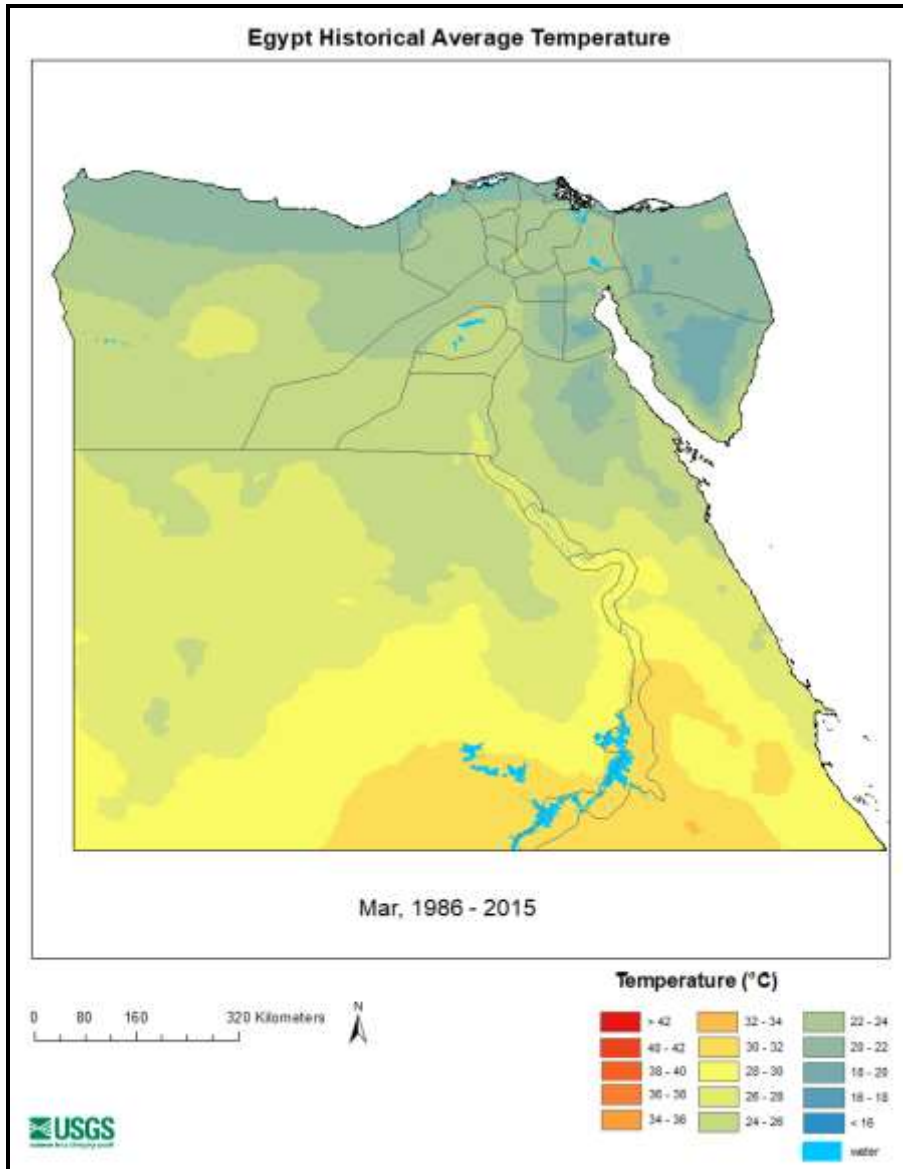 Egypt Historical Average Temperature
Mar, 1986 - 2015
0 80 160 320 Kilometers
N
Temperature (°C)
> 42
40 - 42
38 - 40
36 - 38
34 - 36
32 - 34
30 - 32
28 - 30
26 - 28
24 - 26
22 - 24
20 - 22
18 - 20
16 - 18
< 16
water
USGS